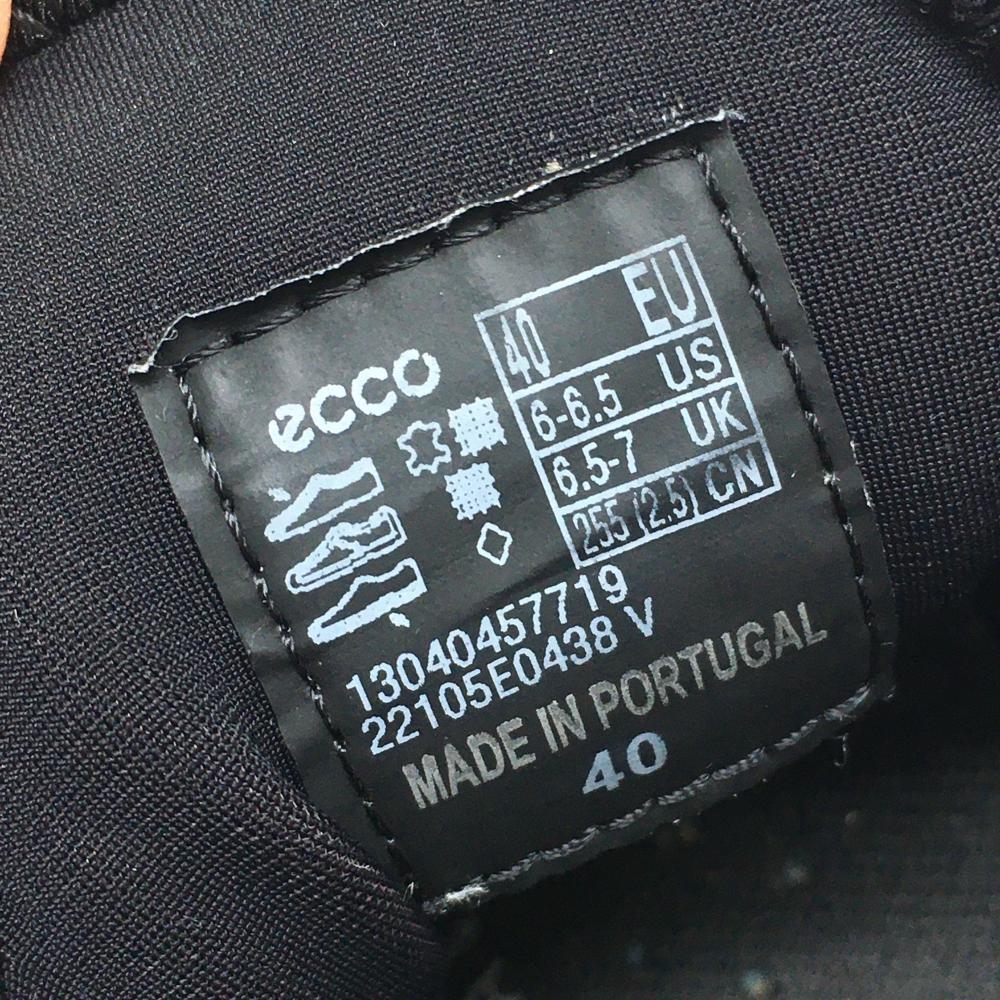 ecco
40 EU
6-6.5 US
6.5-7 UK
255 (2.5) CN
13040457719
22105E0438 V
MADE IN PORTUGAL
40